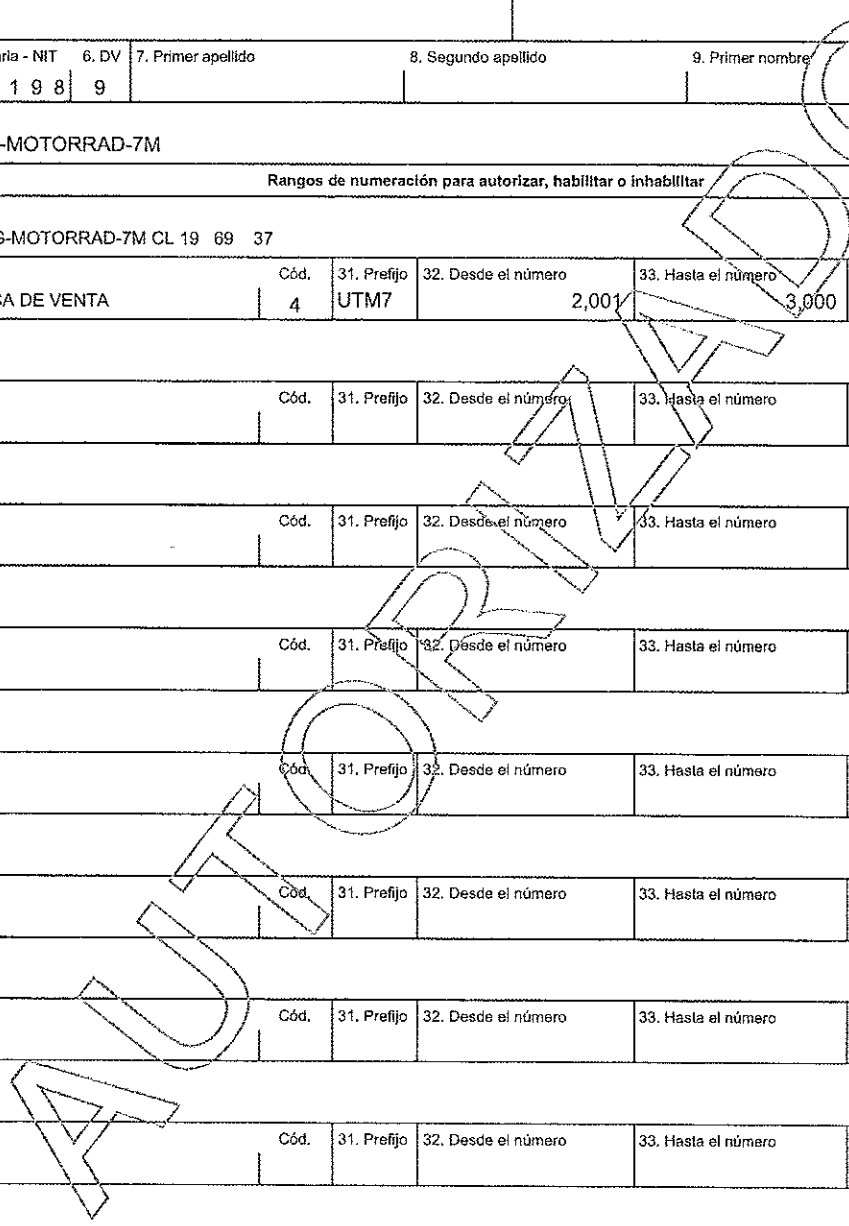 aria - NIT 6. DV 7. Primer apellido 8. Segundo apellido 9. Primer nombre
1 9 8 9
-MOTORRAD-7M
Rangos de numeración para autorizar, habilitar o inhabilitar
G-MOTORRAD-7M CL 19 69 37
Cód. 31. Prefijo 32. Desde el número 33. Hasta el número
CA DE VENTA 4 UTM7 2,001 3,000
Cód. 31. Prefijo 32. Desde el número 33. Hasta el número
Cód. 31. Prefijo 32. Desde el número 33. Hasta el número
Cód. 31. Prefijo 32. Desde el número 33. Hasta el número
Cód. 31. Prefijo 32. Desde el número 33. Hasta el número
Cód. 31. Prefijo 32. Desde el número 33. Hasta el número
Cód. 31. Prefijo 32. Desde el número 33. Hasta el número
Cód. 31. Prefijo 32. Desde el número 33. Hasta el número
AUTORIZADO